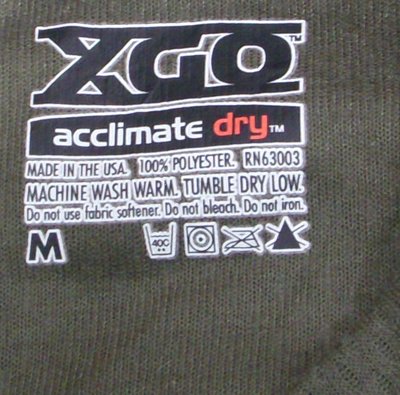 XGO™
acclimate dry™
MADE IN THE USA. 100% POLYESTER. RN63003
MACHINE WASH WARM. TUMBLE DRY LOW.
Do not use fabric softener. Do not bleach. Do not iron.
M 40C